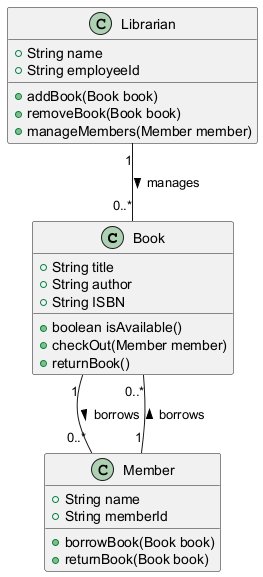 C Librarian
String name
String employeeId
addBook(Book book)
removeBook(Book book)
manageMembers(Member member)
1
manages
0..*
C Book
String title
String author
String ISBN
boolean isAvailable()
checkOut(Member member)
returnBook()
1 0..*
borrows borrows
0..* 1
C Member
String name
String memberId
borrowBook(Book book)
returnBook(Book book)